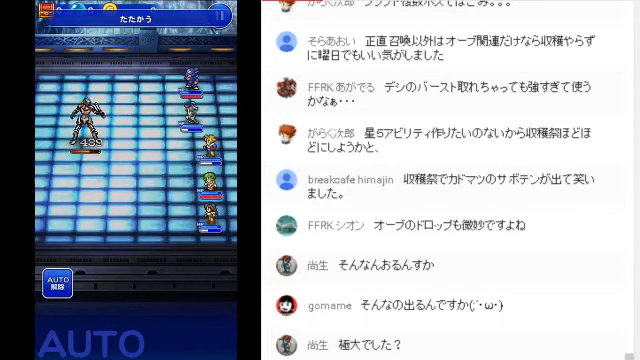 たたかう
483
AUTO
解除
AUTO
がらく次郎
そらあおい 正直召喚以外はオーブ関連だけなら収穫やらず
に曜日でもいい気がしました
FFRK あがでる デシのバースト取れちゃっても強すぎて使う
かなぁ・・・
がらく次郎 星5アビリティ作りたいのないから収穫祭ほどほ
どにしようかと、
breakcafe himajin 収穫祭でカドマツのサボテンが出て笑い
ました。
FFRK シオン オーブのドロップも微妙ですよね
尚生 そんなんおるんすか
gomame そんなの出るんですか(;´・ω・)
尚生 極大でした？